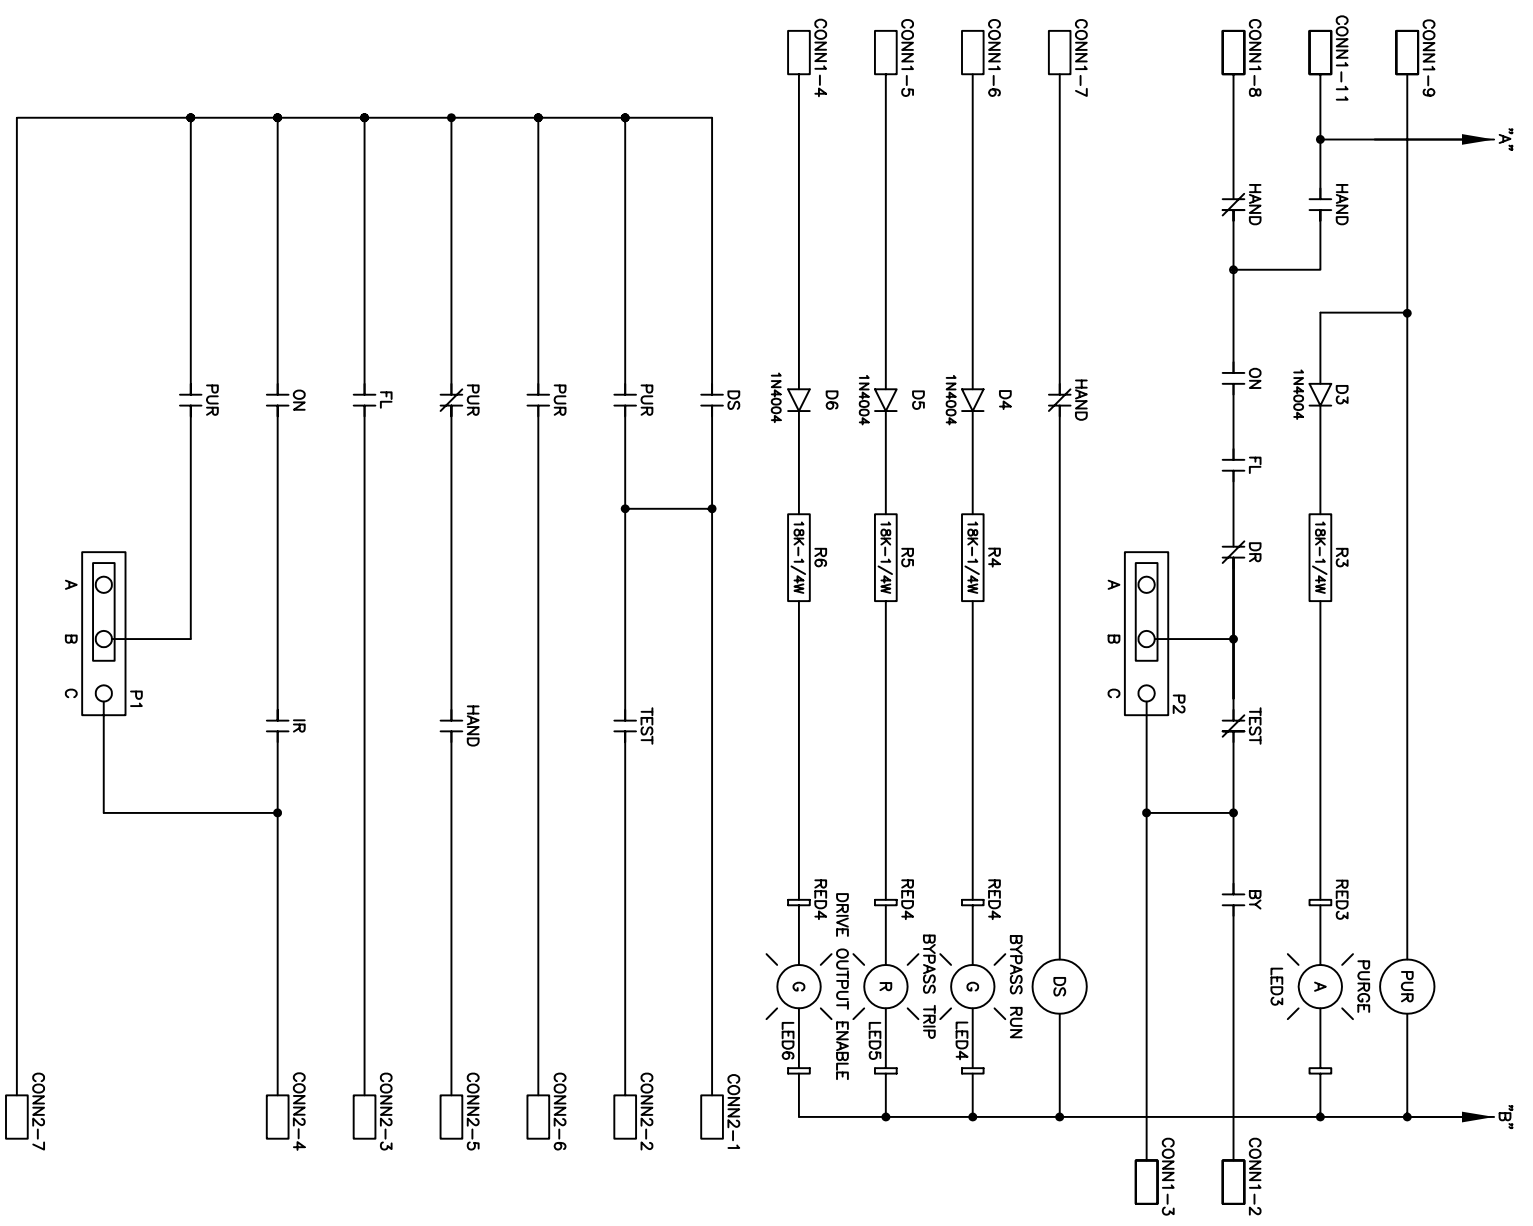 "A"
"B"
CONN1-9
PUR
D3
1N4004
R3
18K-1/4W
RED3
PURGE
A
LED3
CONN1-11
HAND
CONN1-8
HAND
ON
FL
DR
TEST
BY
CONN1-2
P2
A
B
C
CONN1-3
CONN1-7
HAND
DS
CONN1-6
D4
1N4004
R4
18K-1/4W
RED4
BYPASS RUN
G
LED4
CONN1-5
D5
1N4004
R5
18K-1/4W
RED4
BYPASS TRIP
R
LED5
CONN1-4
D6
1N4004
R6
18K-1/4W
RED4
DRIVE OUTPUT ENABLE
G
LED6
DS
CONN2-1
PUR
TEST
CONN2-2
PUR
CONN2-6
PUR
HAND
CONN2-5
FL
CONN2-3
ON
IR
CONN2-4
PUR
P1
A
B
C
CONN2-7